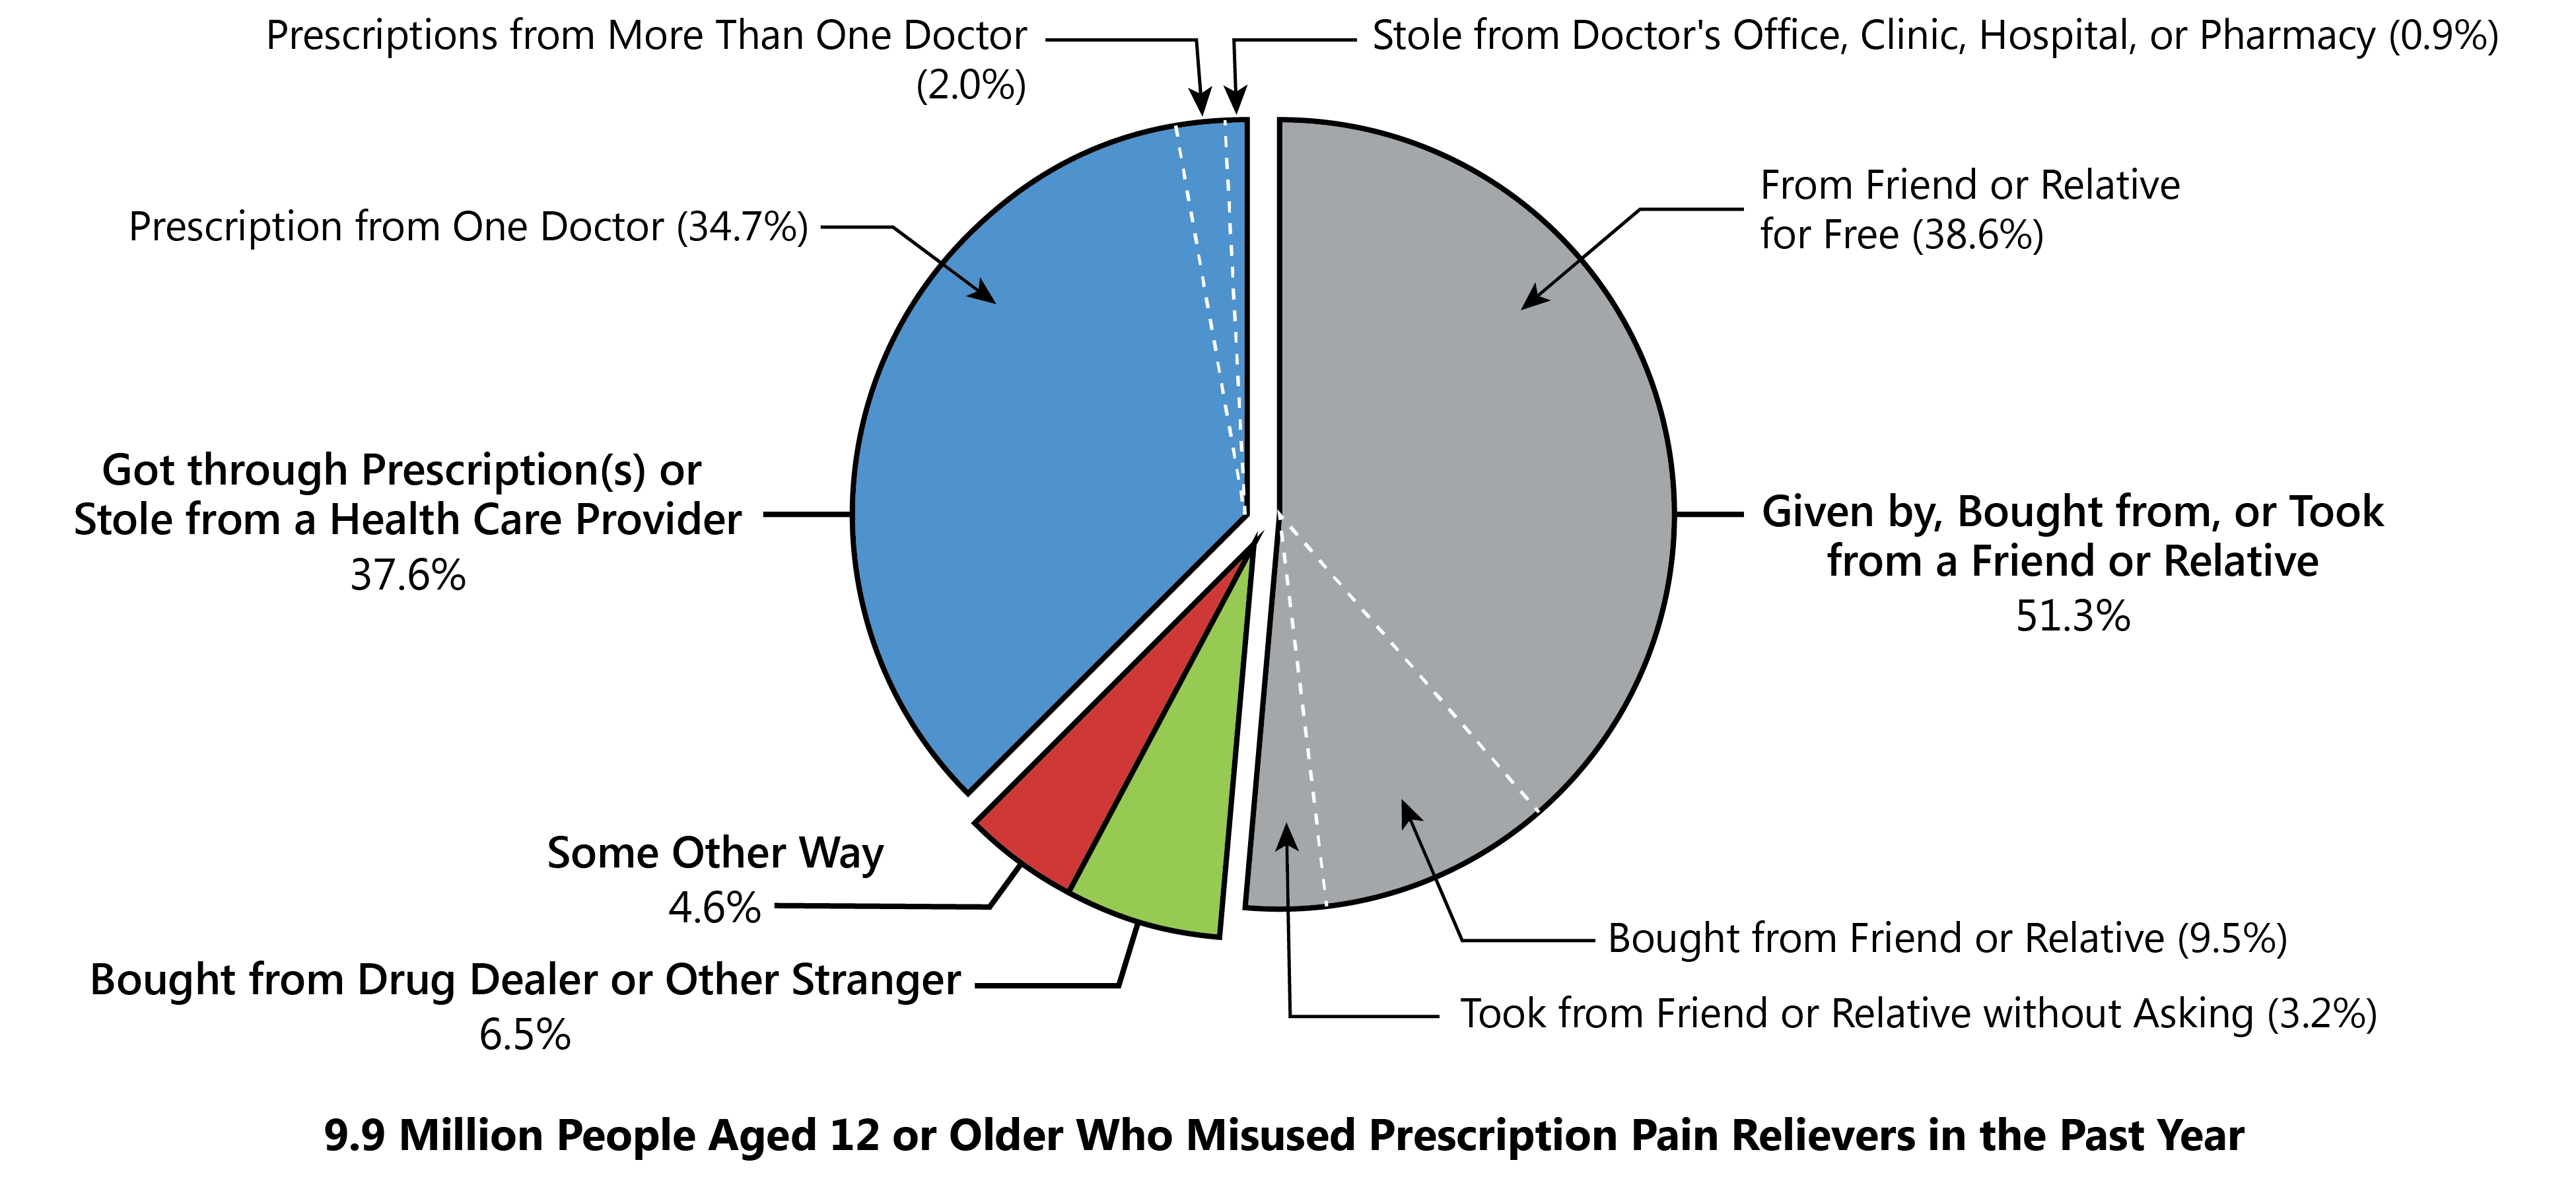 Prescriptions from More Than One Doctor
(2.0%)
Stole from Doctor's Office, Clinic, Hospital, or Pharmacy (0.9%)
Prescription from One Doctor (34.7%)
From Friend or Relative
for Free (38.6%)
Got through Prescription(s) or
Stole from a Health Care Provider
37.6%
Given by, Bought from, or Took
from a Friend or Relative
51.3%
Some Other Way
4.6%
Bought from Drug Dealer or Other Stranger
6.5%
Bought from Friend or Relative (9.5%)
Took from Friend or Relative without Asking (3.2%)
9.9 Million People Aged 12 or Older Who Misused Prescription Pain Relievers in the Past Year